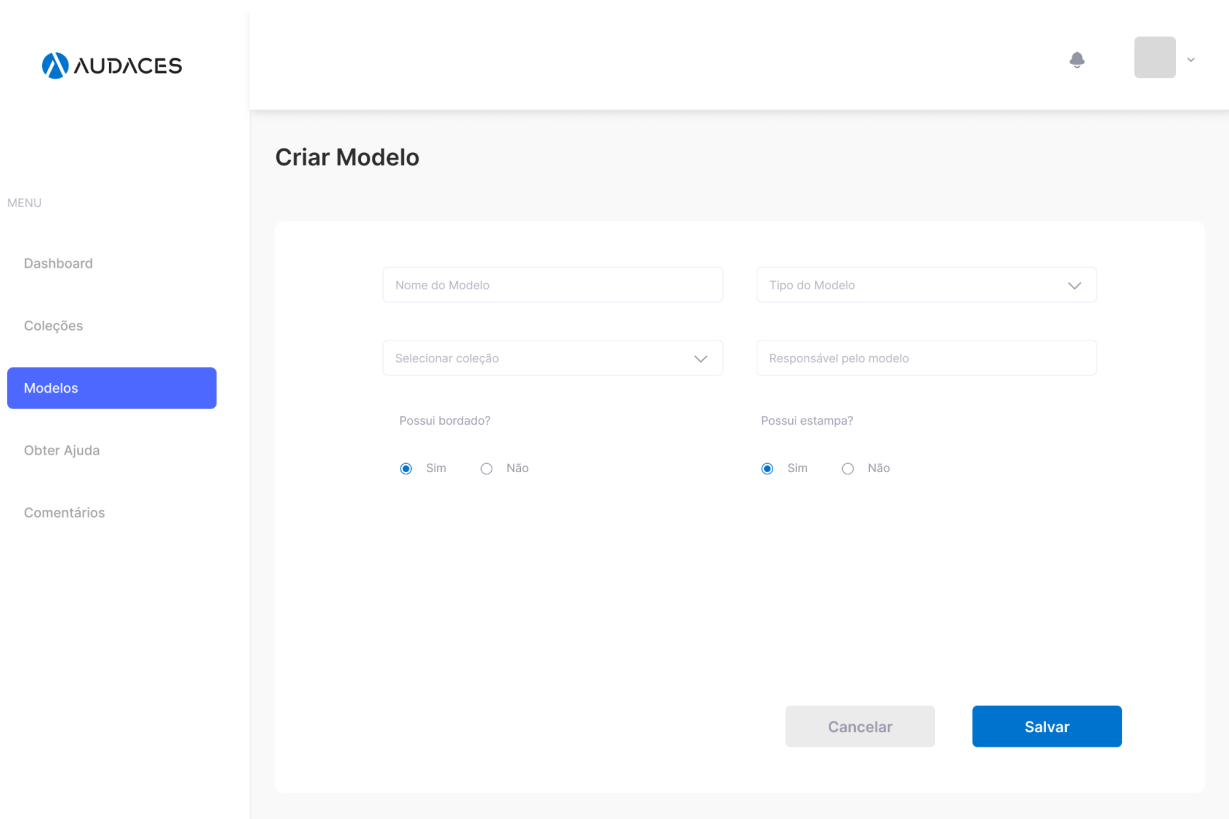 AUDACES
MENU
Dashboard
Coleções
Modelos
Obter Ajuda
Comentários
Criar Modelo
Nome do Modelo
Tipo do Modelo
Selecionar coleção
Responsável pelo modelo
Possui bordado?
Possui estampa?
Sim Não
Sim Não
Cancelar
Salvar